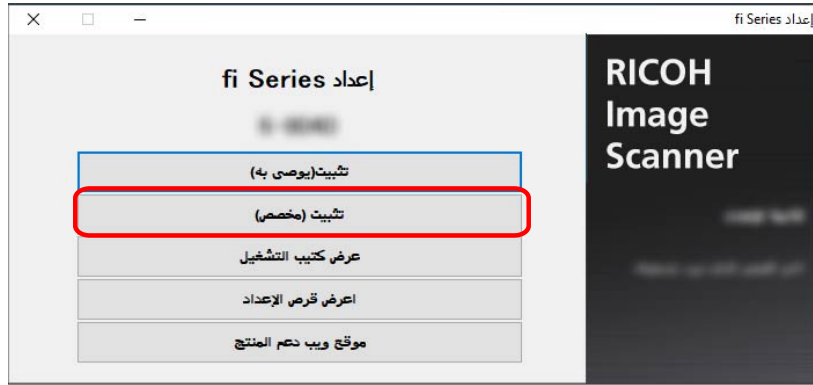 إعداد fi Series
RICOH
Image
Scanner
إعداد fi Series
تثبيت(يوصى به)
تثبيت (مخصص)
عرض كتيب التشغيل
اعرض قرص الإعداد
موقع ويب دعم المنتج